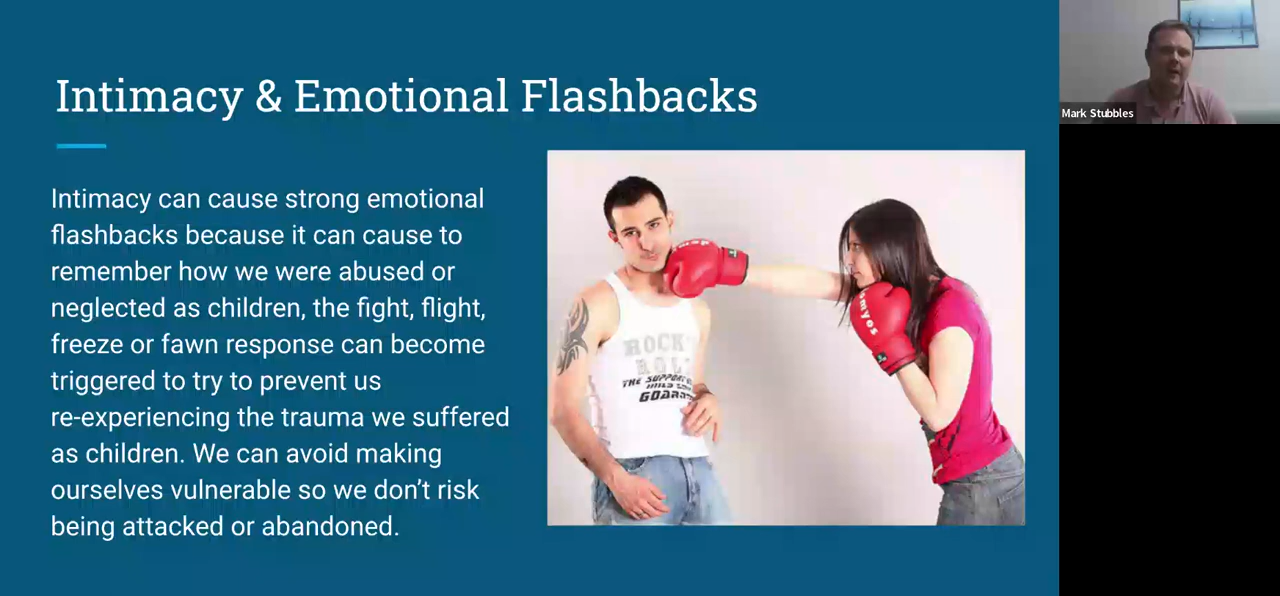 Intimacy & Emotional Flashbacks
Intimacy can cause strong emotional
flashbacks because it can cause to
remember how we were abused or
neglected as children, the fight, flight,
freeze or fawn response can become
triggered to try to prevent us
re-experiencing the trauma we suffered
as children. We can avoid making
ourselves vulnerable so we don’t risk
being attacked or abandoned.
ROCK
ROLL
THE SUPPORT
Mark Stubbles